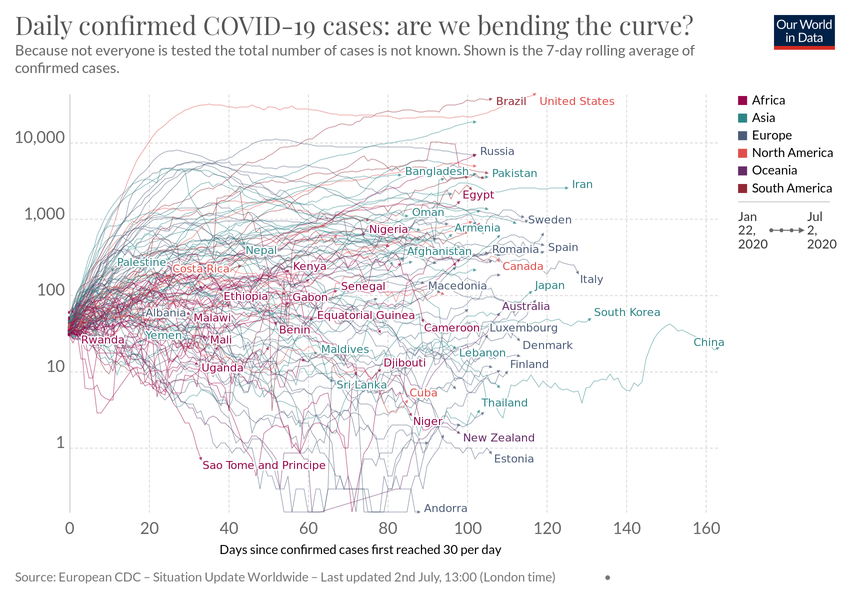 Daily confirmed COVID-19 cases: are we bending the curve?
Because not everyone is tested the total number of cases is not known. Shown is the 7-day rolling average of
confirmed cases.
Our World
in Data
Africa
Asia
Europe
North America
Oceania
South America
Jan
22,
2020
Jul
2,
2020
10,000
1,000
100
10
1
Brazil
United States
Russia
Bangladesh
Pakistan
Iran
Egypt
Oman
Sweden
Nigeria
Armenia
Nepal
Afghanistan
Romania
Spain
Palestine
Costa Rica
Kenya
Canada
Italy
Ethiopia
Gabon
Senegal
Macedonia
Japan
Albania
Malawi
Equatorial Guinea
Australia
South Korea
Rwanda
Yemen
Mali
Benin
Cameroon
Luxembourg
Denmark
China
Maldives
Lebanon
Uganda
Djibouti
Finland
Sri Lanka
Cuba
Thailand
Niger
New Zealand
Sao Tome and Principe
Estonia
Andorra
0 20 40 60 80 100 120 140 160
Days since confirmed cases first reached 30 per day
Source: European CDC – Situation Update Worldwide – Last updated 2nd July, 13:00 (London time)